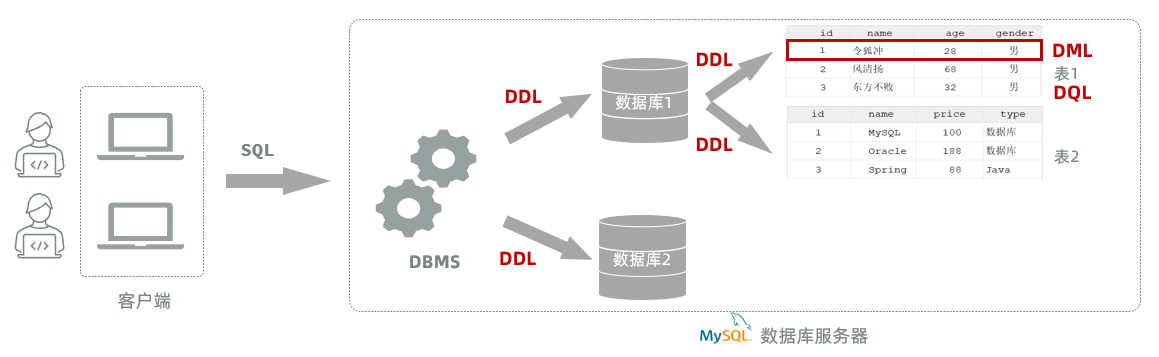 客户端
SQL
DBMS
DDL
DDL
数据库1
数据库2
DDL
DDL
id name age gender
1 令狐冲 28 男
2 风清扬 68 男
3 东方不败 32 男
DML
表1
DQL
id name price type
1 MySQL 100 数据库
2 Oracle 188 数据库
3 Spring 88 Java
表2
MySQL 数据库服务器